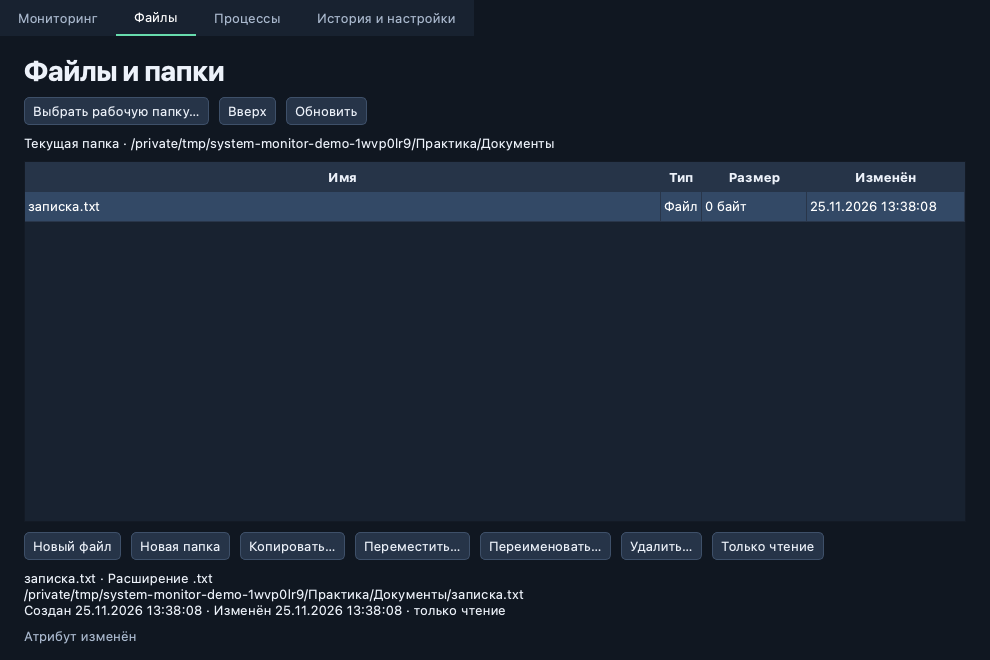 Мониторинг Файлы Процессы История и настройки
Файлы и папки
Выбрать рабочую папку... Вверх Обновить
Текущая папка · /private/tmp/system-monitor-demo-1wvp0lr9/Практика/Документы
Имя Тип Размер Изменён
записка.txt Файл 0 байт 25.11.2026 13:38:08
Новый файл Новая папка Копировать... Переместить... Переименовать... Удалить... Только чтение
записка.txt · Расширение .txt
/private/tmp/system-monitor-demo-1wvp0lr9/Практика/Документы/записка.txt
Создан 25.11.2026 13:38:08 · Изменён 25.11.2026 13:38:08 · только чтение
Атрибут изменён